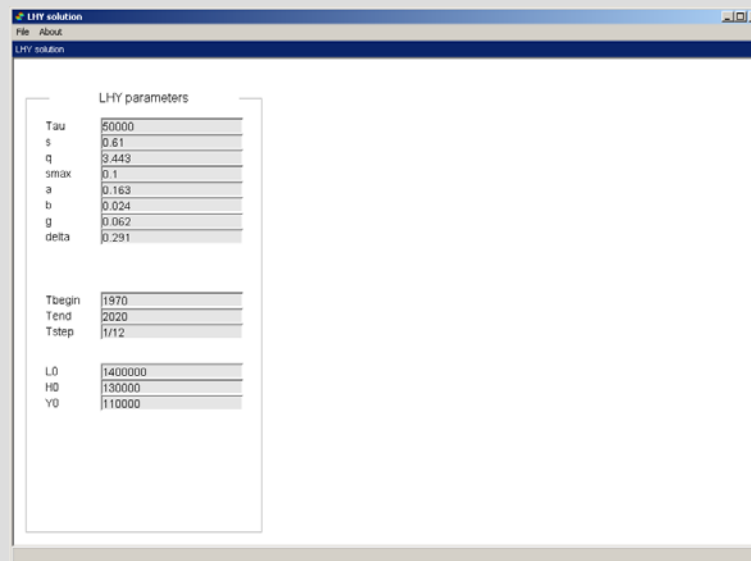 LHY solution
File About
LHY solution
LHY parameters
Tau 50000
s 0.61
q 3.443
smax 0.1
a 0.163
b 0.024
g 0.062
delta 0.291
Tbegin 1970
Tend 2020
Tstep 1/12
L0 1400000
H0 130000
Y0 110000